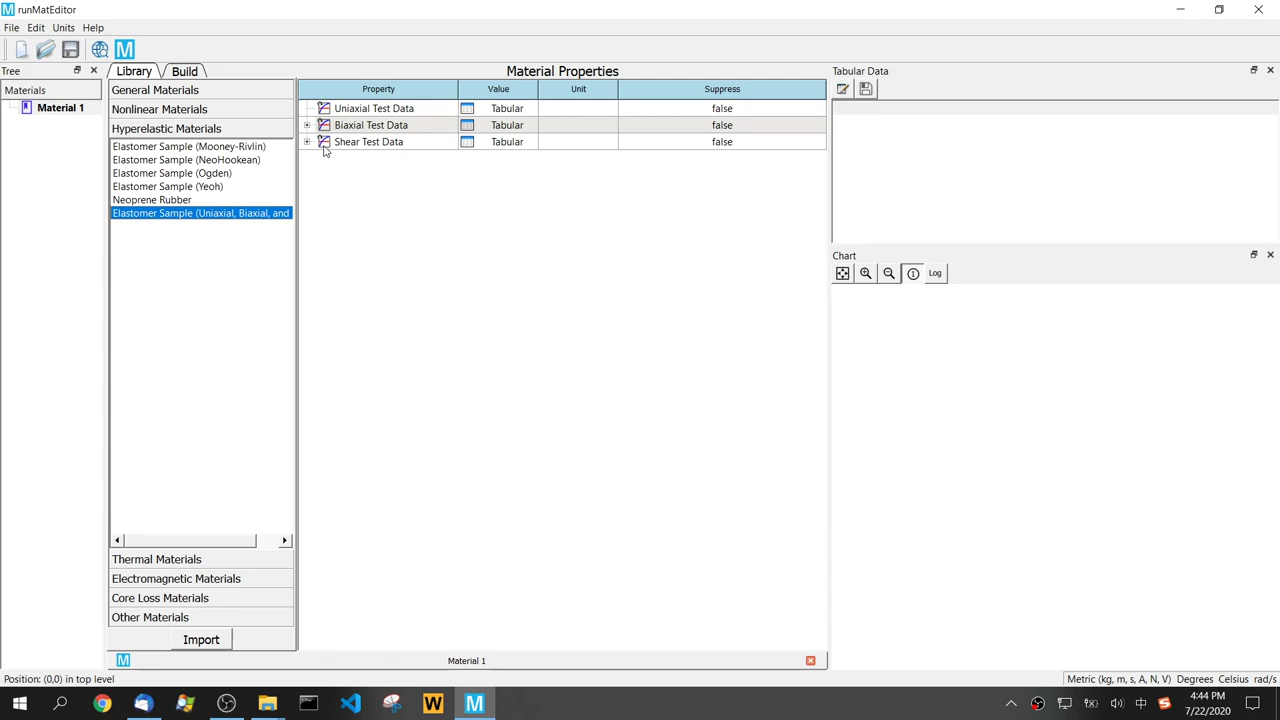 M runMatEditor
File Edit Units Help
M
Tree
Library Build
Material Properties
Tabular Data
Materials
Material 1
General Materials
Nonlinear Materials
Hyperelastic Materials
Elastomer Sample (Mooney-Rivlin)
Elastomer Sample (NeoHookean)
Elastomer Sample (Ogden)
Elastomer Sample (Yeoh)
Neoprene Rubber
Elastomer Sample (Uniaxial, Biaxial, and
Thermal Materials
Electromagnetic Materials
Core Loss Materials
Other Materials
Import
Property Value Unit Suppress
Uniaxial Test Data Tabular false
Biaxial Test Data Tabular false
Shear Test Data Tabular false
Chart
1 Log
M Material 1
Position: (0,0) in top level
Metric (kg, m, s, A, N, V) Degrees Celsius rad/s
W M
中 S
4:44 PM
7/22/2020